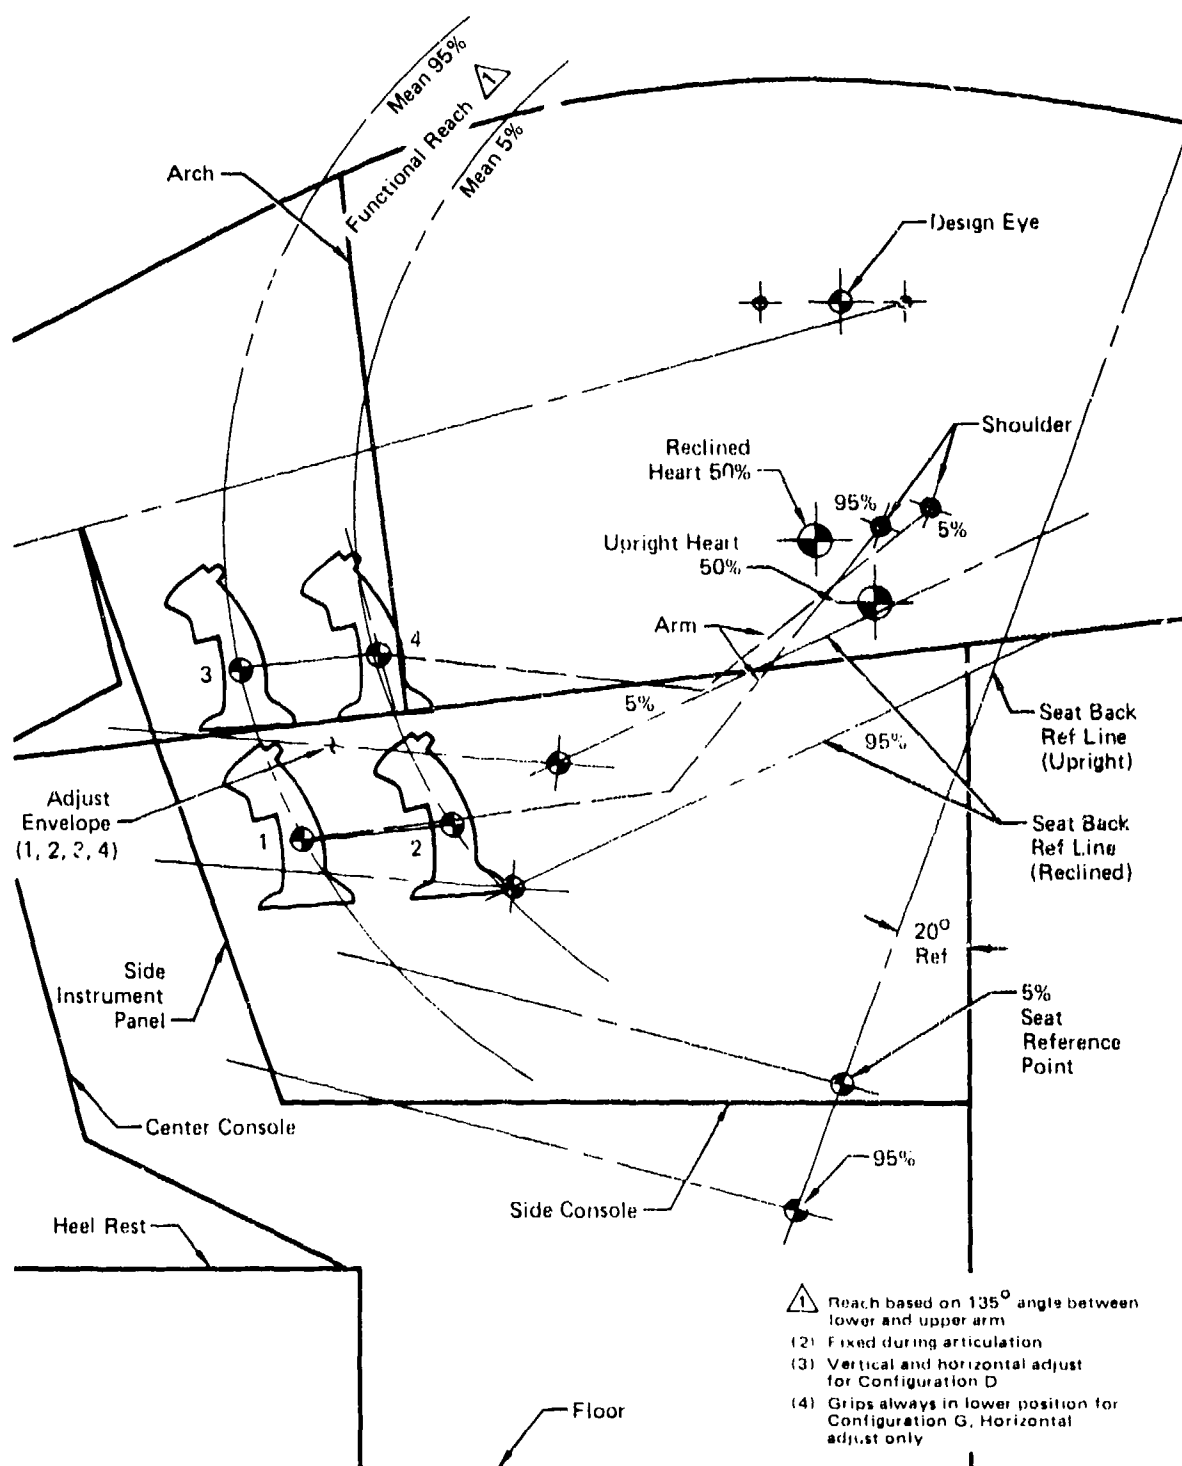 Mean 95%
1
Functional Reach
Mean 5%
Arch
Design Eye
Shoulder
Reclined
Heart 50%
95%
5%
Upright Heart
50%
Arm
4
3
5%
Seat Back
Ref Line
(Upright)
95%
Adjust
Envelope
(1, 2, 3, 4)
1
2
Seat Back
Ref Line
(Reclined)
20°
Ref
Side
Instrument
Panel
5%
Seat
Reference
Point
Center Console
95%
Side Console
Heel Rest
1 Reach based on 135° angle between
lower and upper arm
(2) Fixed during articulation
(3) Vertical and horizontal adjust
for Configuration D
(4) Grips always in lower position for
Configuration G, Horizontal
adjust only
Floor